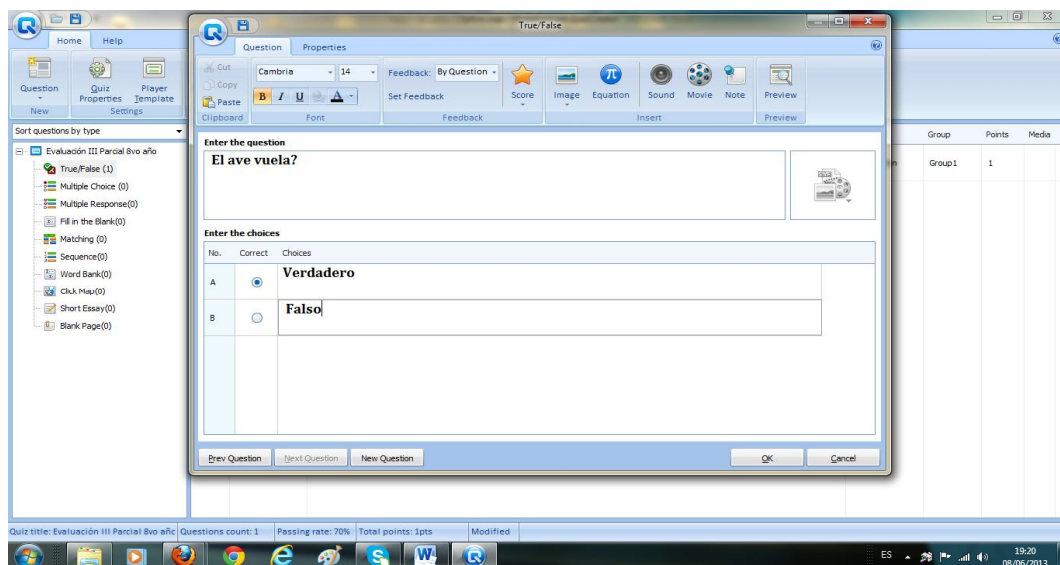 True/False
Home Help
Question Properties
Question
Quiz Properties
Player Template
New Settings
Cut
Copy
Paste
Clipboard
Cambria 14
B I U A
Font
Feedback: By Question
Set Feedback
Score
Feedback
Image Equation Sound Movie Note
Insert
Preview
Preview
Sort questions by type
Evaluación III Parcial 8vo año
True/False (1)
Multiple Choice (0)
Multiple Response(0)
Fill in the Blank(0)
Matching (0)
Sequence(0)
Word Bank(0)
Click Map(0)
Short Essay(0)
Blank Page(0)
Enter the question
El ave vuela?
Enter the choices
No. Correct Choices
A Verdadero
B Falso
Prev Question Next Question New Question OK Cancel
Group Points Media
Group1 1
Quiz title: Evaluación III Parcial 8vo añc Questions count: 1 Passing rate: 70% Total points: 1pts Modified
ES 19:20
08/06/2013